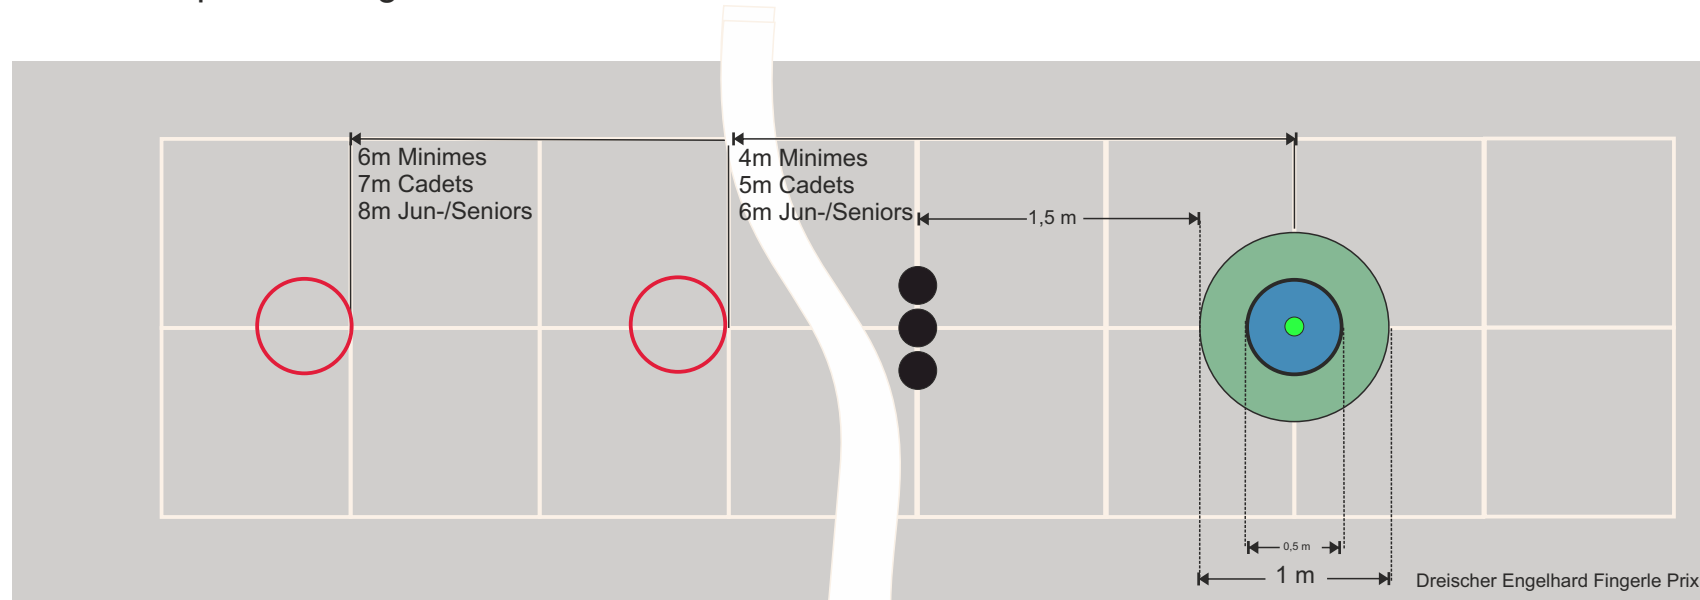 6m Minimes
7m Cadets
8m Jun-/Seniors
4m Minimes
5m Cadets
6m Jun-/Seniors
1,5 m
0,5 m
1 m
Dreischer Engelhard Fingerle Prix